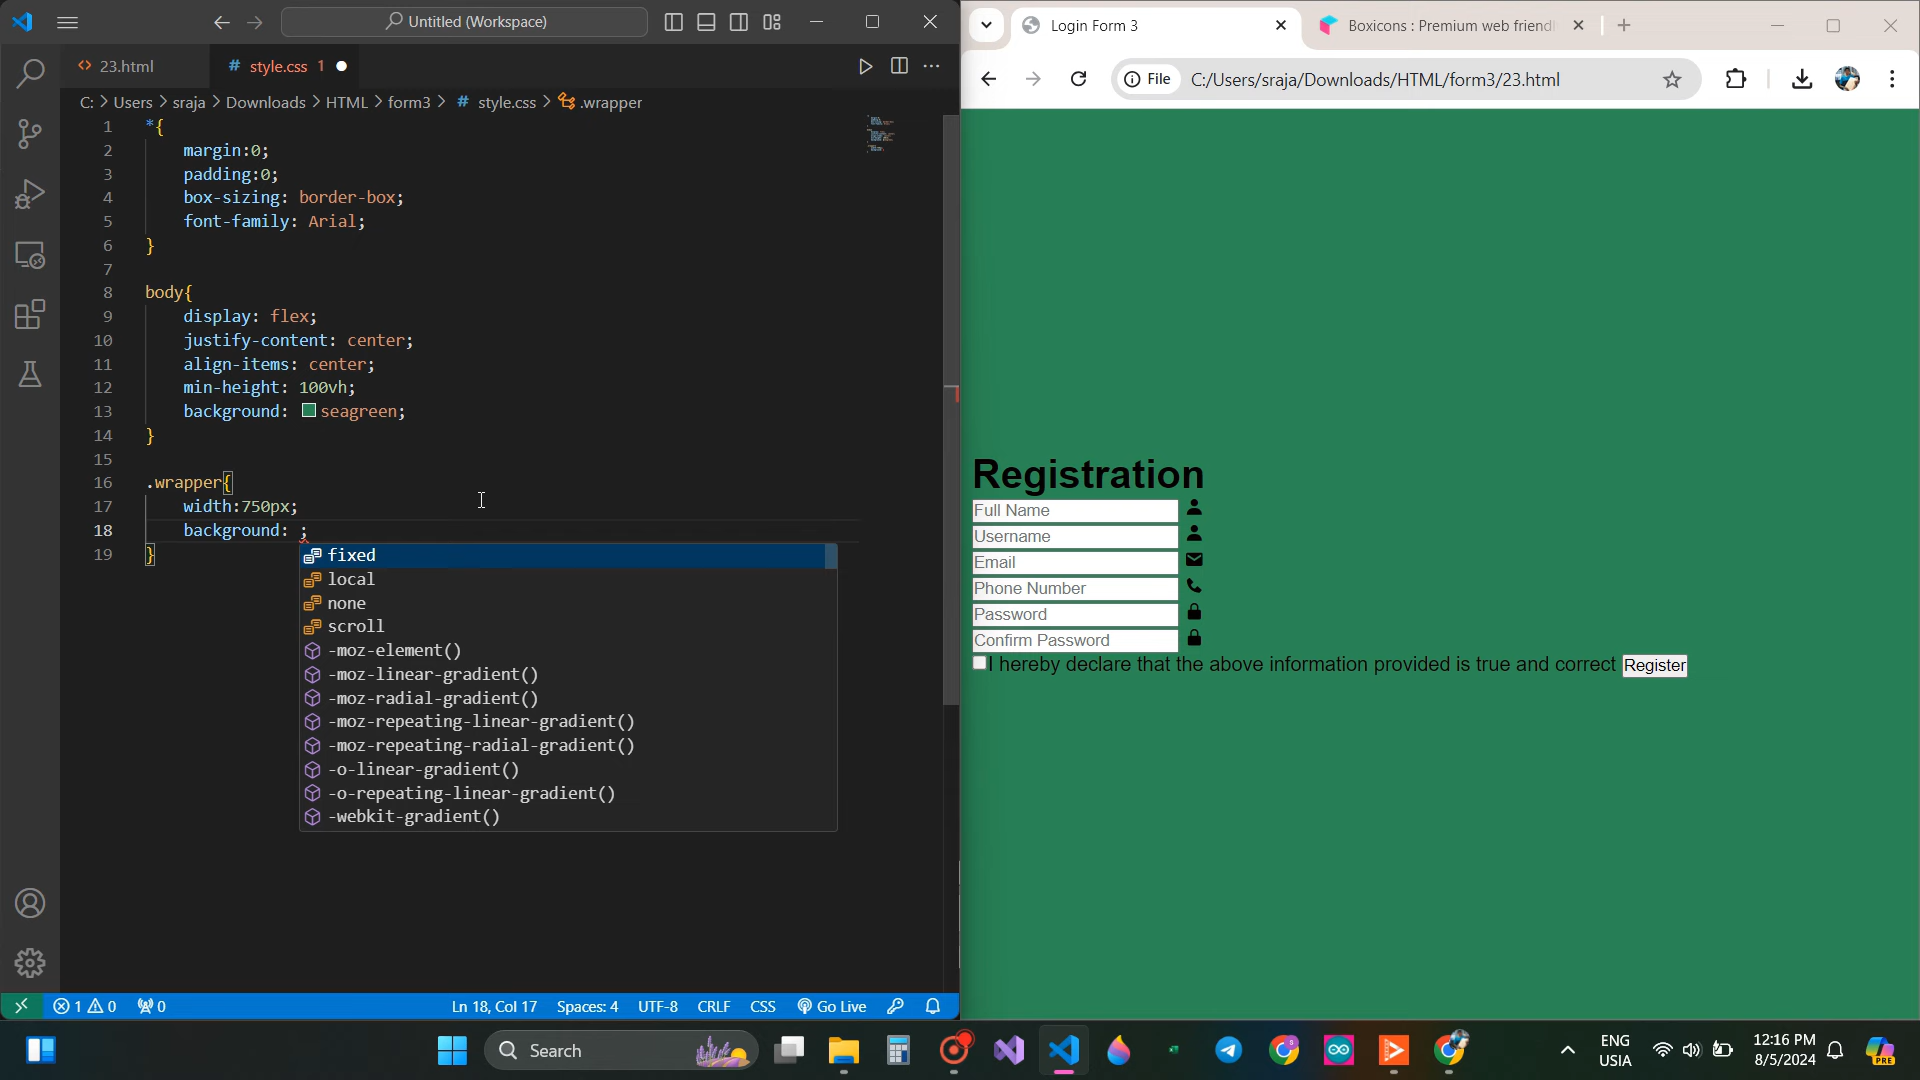 Untitled (Workspace)
23.html
style.css 1
C: > Users > sraja > Downloads > HTML > form3 > # style.css > .wrapper
1 *{
2 margin:0;
3 padding:0;
4 box-sizing: border-box;
5 font-family: Arial;
6 }
7
8 body{
9 display: flex;
10 justify-content: center;
11 align-items: center;
12 min-height: 100vh;
13 background: seagreen;
14 }
15
16 .wrapper{
17 width:750px;
18 background: ;
19 }
fixed
local
none
scroll
-moz-element()
-moz-linear-gradient()
-moz-radial-gradient()
-moz-repeating-linear-gradient()
-moz-repeating-radial-gradient()
-o-linear-gradient()
-o-repeating-linear-gradient()
-webkit-gradient()
1 0 0 Ln 18, Col 17 Spaces: 4 UTF-8 CRLF CSS Go Live
Login Form 3
Boxicons : Premium web friend
File C:/Users/sraja/Downloads/HTML/form3/23.html
Registration
Full Name
Username
Email
Phone Number
Password
Confirm Password
I hereby declare that the above information provided is true and correct Register
Search
ENG
USIA
12:16 PM
8/5/2024
PRE